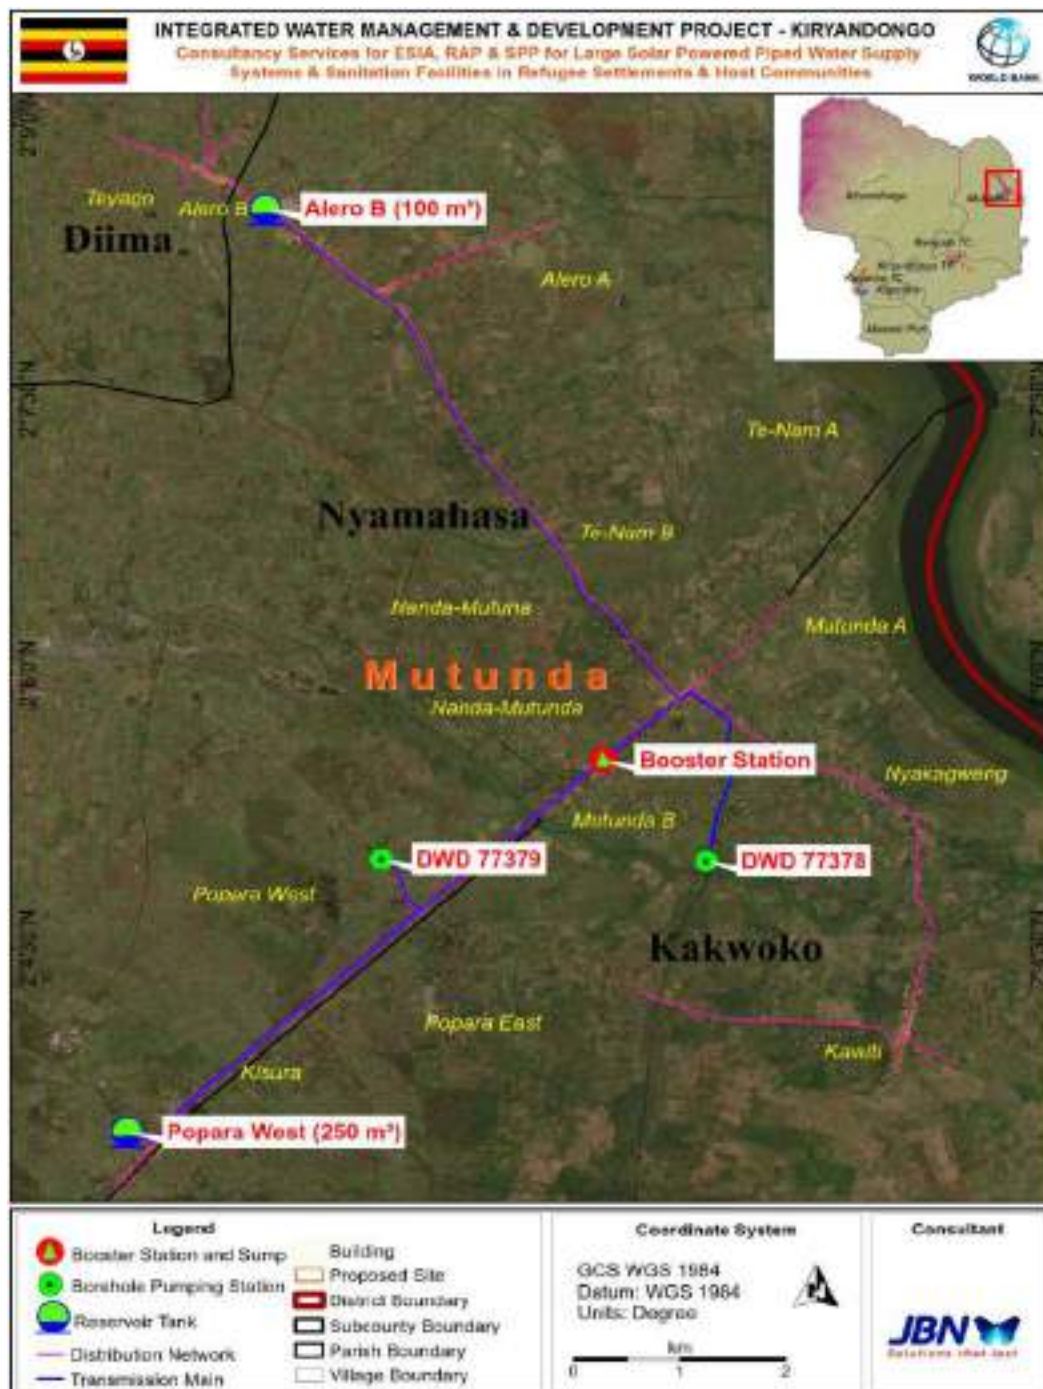 INTEGRATED WATER MANAGEMENT & DEVELOPMENT PROJECT - KIRYANDONGO
Consultancy Services for ESIA, RAP & SPP for Large Solar Powered Piped Water Supply
Systems & Sanitation Facilities in Refugee Settlements & Host Communities
WORLD BANK
Alero B
Alero B (100 m³)
Diima
Alero A
Te-Nam A
Nyamahasa
Te-Nam B
Mutunda A
Mutunda
Nanda-Mutunda
Booster Station
Nyakagweng
Mutunda B
DWD 77379
DWD 77378
Popara West
Kakwoko
Popara East
Kawiti
Kisura
Popara West (250 m³)
Legend
Booster Station and Sump
Borehole Pumping Station
Reservoir Tank
Distribution Network
Transmission Main
Building
Proposed Site
District Boundary
Subcounty Boundary
Parish Boundary
Village Boundary
Coordinate System
GCS WGS 1984
Datum: WGS 1984
Units: Degree
km
0 1 2
Consultant
JBN
Solutions that last